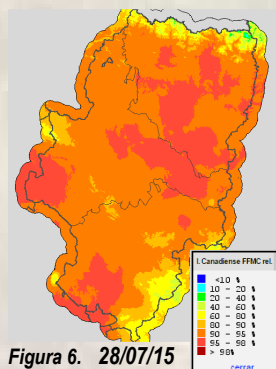 I. Canadiense FFMC rel.
<10 %
10 - 20 %
20 - 40 %
40 - 60 %
60 - 80 %
80 - 90 %
90 - 95 %
95 - 98 %
> 98%
cerrar
Figura 6. 28/07/15